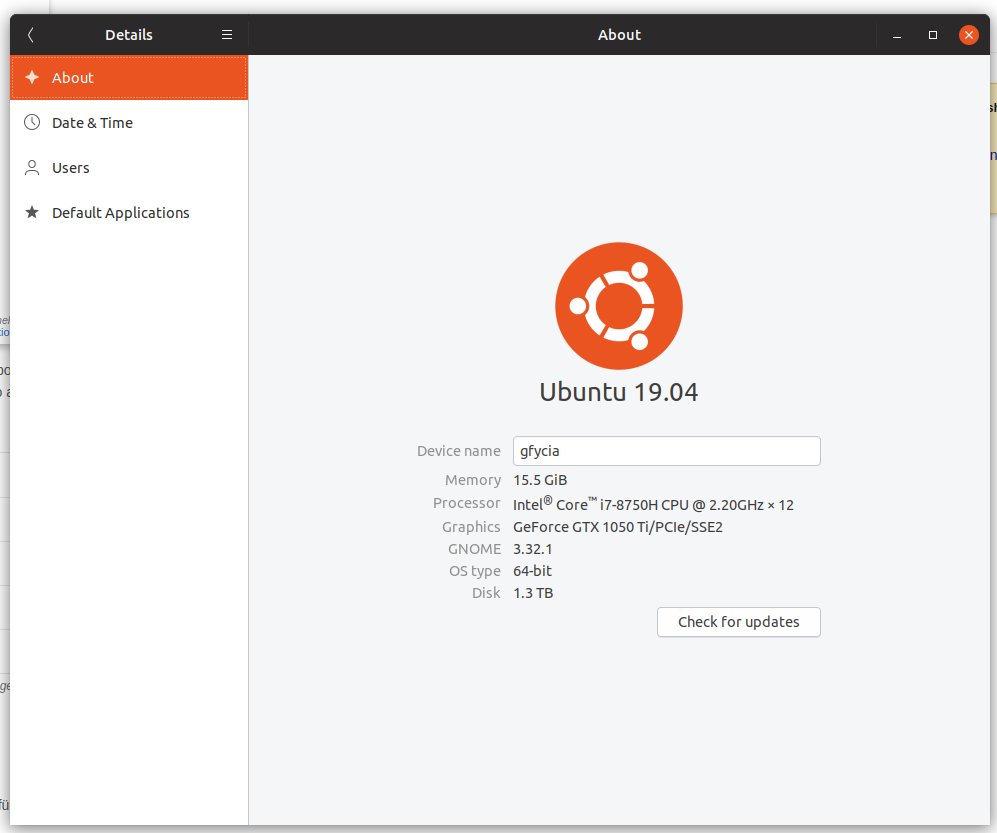 Details
About
About
Date & Time
Users
Default Applications
Ubuntu 19.04
Device name gfycia
Memory 15.5 GiB
Processor Intel® Core™ i7-8750H CPU @ 2.20GHz × 12
Graphics GeForce GTX 1050 Ti/PCIe/SSE2
GNOME 3.32.1
OS type 64-bit
Disk 1.3 TB
Check for updates